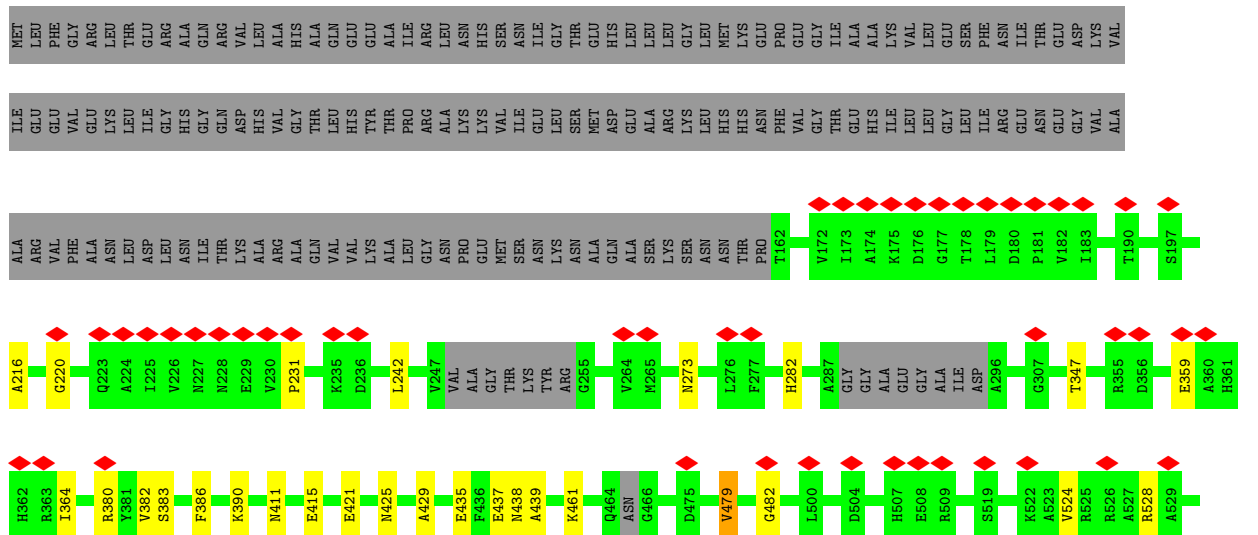 MET LEU PHE GLY ARG LEU THR GLU ARG ALA GLN ARG VAL LEU ALA HIS ALA GLN GLU GLU ALA ILE ARG LEU ASN HIS SER ASN ILE GLY THR GLU HIS LEU LEU LEU GLY LEU MET LYS GLU PRO GLU GLY ILE ALA ALA LYS VAL LEU GLU SER PHE ASN ILE THR GLU ASP LYS VAL
ILE GLU GLU VAL GLU LYS LEU ILE GLY HIS GLY GLN ASP HIS VAL GLY THR LEU HIS TYR THR PRO ARG ALA LYS LYS VAL ILE GLU LEU SER MET ASP GLU ALA ARG LYS LEU HIS HIS ASN PHE VAL GLY THR GLU HIS ILE LEU LEU GLY LEU ILE ARG GLU ASN GLU GLY VAL ALA
ALA ARG VAL PHE ALA ASN LEU ASP LEU ASN ILE THR LYS ALA ARG ALA GLN VAL VAL LYS ALA LEU GLY ASN PRO GLU MET SER ASN LYS ASN ALA GLN ALA SER LYS SER ASN ASN THR PRO T162 V172 I173 A174 K175 D176 G177 T178 L179 D180 P181 V182 I183 T190 S197
A216 G220 Q223 A224 I225 V226 N227 N228 E229 V230 P231 K235 D236 L242 V247 VAL ALA GLY THR LYS TYR ARG G255 V264 M265 N273 L276 F277 H282 A287 GLY GLY ALA GLU GLY ALA ILE ASP A296 G307 T347 R355 D356 E359 A360 H361
H362 R363 I364 R380 Y381 V382 S383 F386 K390 N411 E415 E421 N425 A429 E435 F436 E437 N438 A439 K461 Q464 ASN G466 D475 V479 G482 L500 D504 H507 E508 R509 S519 K522 A523 V524 R525 R526 A527 R528 A529